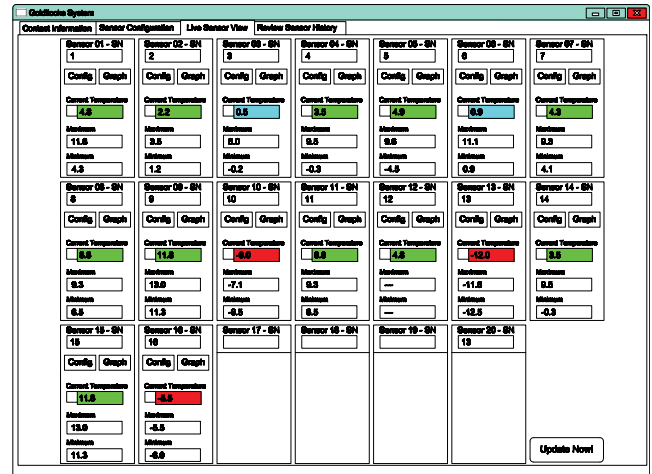 Goldilocks System
Contact Information Sensor Configuration Live Sensor View Review Sensor History
Sensor 01 - SN Sensor 02 - SN Sensor 03 - SN Sensor 04 - SN Sensor 05 - SN Sensor 06 - SN Sensor 07 - SN
1 2 3 4 5 6 7
Config Graph Config Graph Config Graph Config Graph Config Graph Config Graph Config Graph
Current Temperature Current Temperature Current Temperature Current Temperature Current Temperature Current Temperature Current Temperature
4.8 2.2 0.5 3.5 4.9 0.9 4.3
Maximum Maximum Maximum Maximum Maximum Maximum Maximum
11.6 3.5 9.5 9.6 11.1 9.3
Minimum Minimum Minimum Minimum Minimum Minimum Minimum
4.3 1.2 -0.2 -0.3 -4.5 0.9 4.1
Sensor 08 - SN Sensor 09 - SN Sensor 10 - SN Sensor 11 - SN Sensor 12 - SN Sensor 13 - SN Sensor 14 - SN
8 9 10 11 12 13 14
Config Graph Config Graph Config Graph Config Graph Config Graph Config Graph Config Graph
Current Temperature Current Temperature Current Temperature Current Temperature Current Temperature Current Temperature Current Temperature
11.8 4.8 -12.0 3.5
Maximum Maximum Maximum Maximum Maximum Maximum Maximum
9.3 13.0 -7.1 9.3 --- -11.6 9.5
Minimum Minimum Minimum Minimum Minimum Minimum Minimum
6.5 11.3 -9.5 6.5 --- -12.5 -0.3
Sensor 15 - SN Sensor 16 - SN Sensor 17 - SN Sensor 18 - SN Sensor 19 - SN Sensor 20 - SN
15 16 13
Config Graph Config Graph
Current Temperature Current Temperature
11.8 -5.5
Maximum Maximum
13.0 -5.5
Minimum Minimum
11.3 -6.0
Update Now!